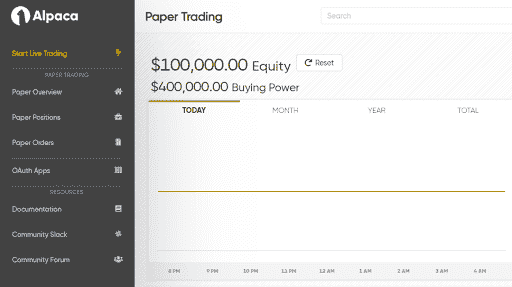 Alpaca
Start Live Trading
PAPER TRADING
Paper Overview
Paper Positions
Paper Orders
OAuth Apps
RESOURCES
Documentation
Community Slack
Community Forum
Paper Trading
Search
$100,000.00 Equity
Reset
$400,000.00 Buying Power
TODAY MONTH YEAR TOTAL
8 PM 9 PM 10 PM 11 PM 12 AM 1 AM 2 AM 3 AM 4 AM